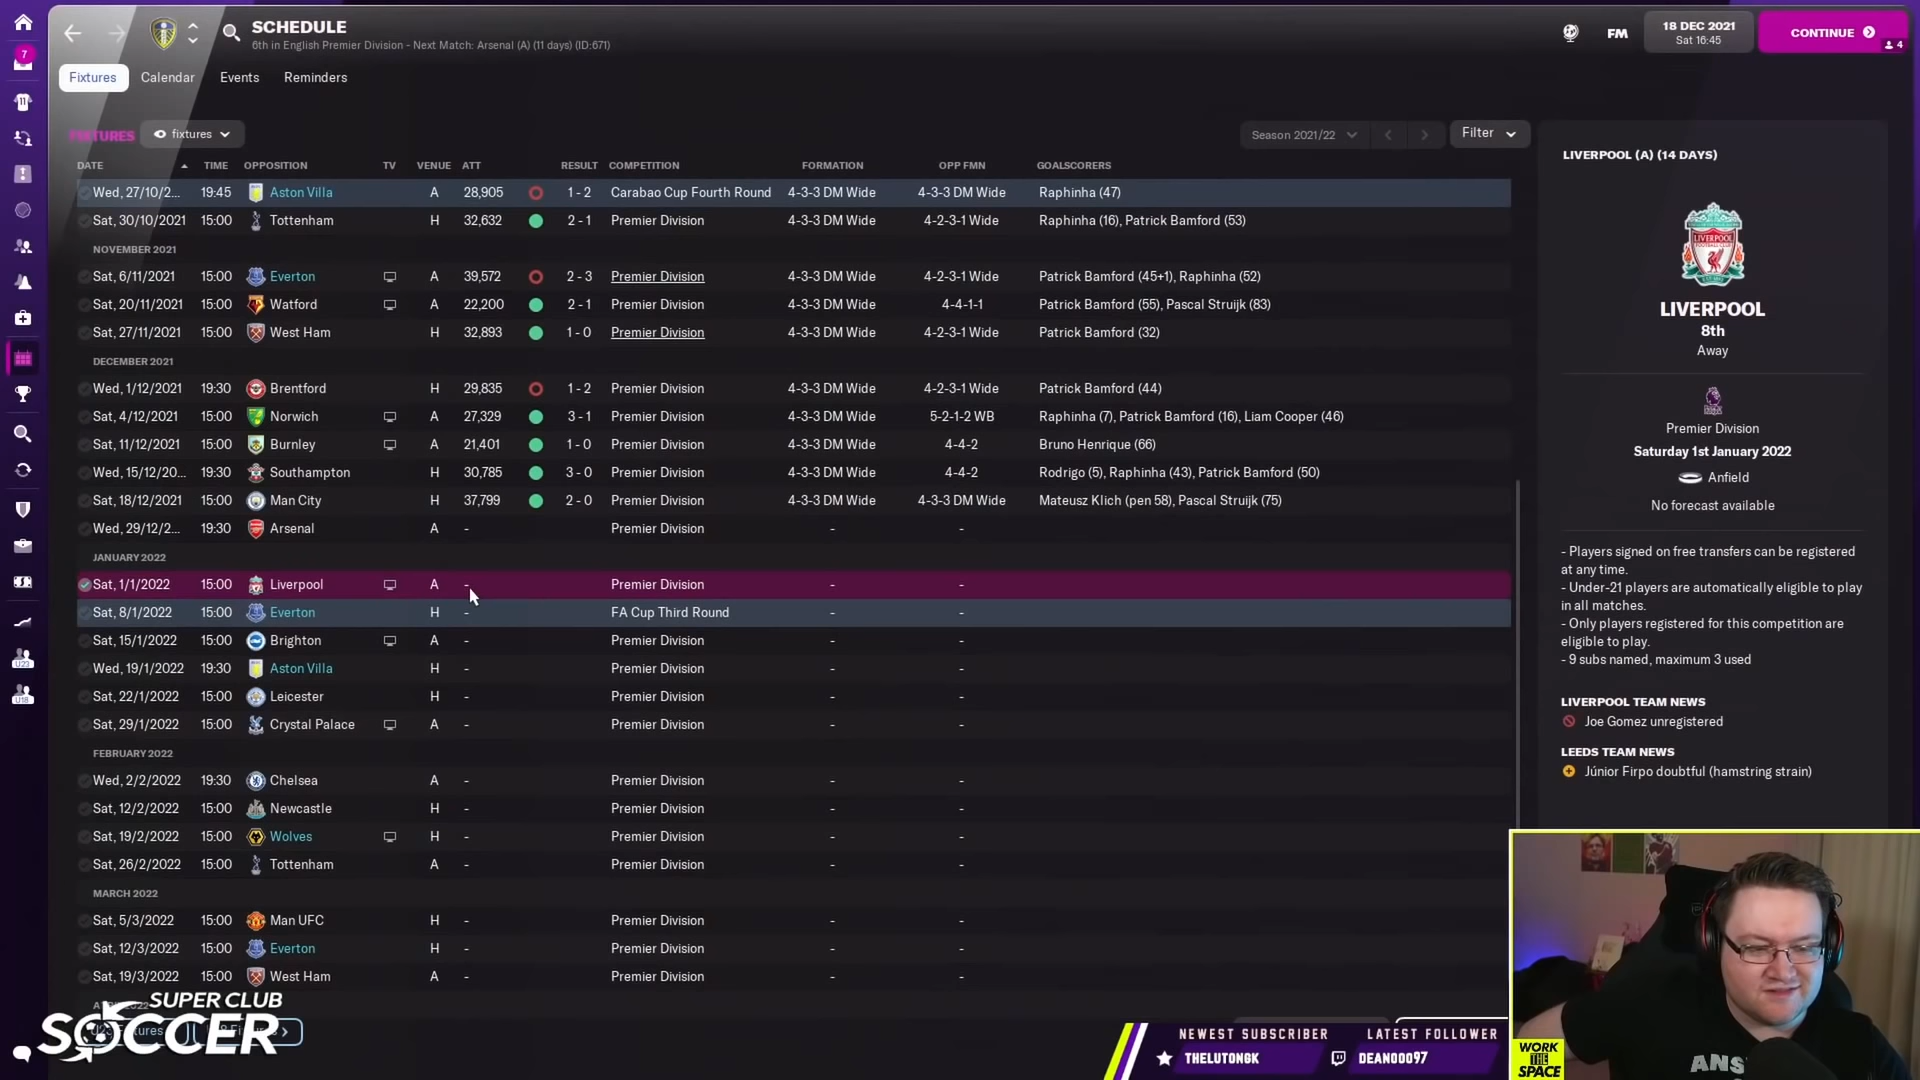 SCHEDULE
6th in English Premier Division - Next Match: Arsenal (A) (11 days) (ID:671)
FM
18 DEC 2021
Sat 16:45
CONTINUE
4
7
Fixtures Calendar Events Reminders
FIXTURES fixtures Season 2021/22 Filter
DATE TIME OPPOSITION TV VENUE ATT RESULT COMPETITION FORMATION OPP FMN GOALSCORERS
Wed, 27/10/2... 19:45 Aston Villa A 28,905 1 - 2 Carabao Cup Fourth Round 4-3-3 DM Wide 4-3-3 DM Wide Raphinha (47)
Sat, 30/10/2021 15:00 Tottenham H 32,632 2 - 1 Premier Division 4-3-3 DM Wide 4-2-3-1 Wide Raphinha (16), Patrick Bamford (53)
NOVEMBER 2021
Sat, 6/11/2021 15:00 Everton A 39,572 2 - 3 Premier Division 4-3-3 DM Wide 4-2-3-1 Wide Patrick Bamford (45+1), Raphinha (52)
Sat, 20/11/2021 15:00 Watford A 22,200 2 - 1 Premier Division 4-3-3 DM Wide 4-4-1-1 Patrick Bamford (55), Pascal Struijk (83)
Sat, 27/11/2021 15:00 West Ham H 32,893 1 - 0 Premier Division 4-3-3 DM Wide 4-2-3-1 Wide Patrick Bamford (32)
DECEMBER 2021
Wed, 1/12/2021 19:30 Brentford H 29,835 1 - 2 Premier Division 4-3-3 DM Wide 4-2-3-1 Wide Patrick Bamford (44)
Sat, 4/12/2021 15:00 Norwich A 27,329 3 - 1 Premier Division 4-3-3 DM Wide 5-2-1-2 WB Raphinha (7), Patrick Bamford (16), Liam Cooper (46)
Sat, 11/12/2021 15:00 Burnley A 21,401 1 - 0 Premier Division 4-3-3 DM Wide 4-4-2 Bruno Henrique (66)
Wed, 15/12/20... 19:30 Southampton H 30,785 3 - 0 Premier Division 4-3-3 DM Wide 4-4-2 Rodrigo (5), Raphinha (43), Patrick Bamford (50)
Sat, 18/12/2021 15:00 Man City H 37,799 2 - 0 Premier Division 4-3-3 DM Wide 4-3-3 DM Wide Mateusz Klich (pen 58), Pascal Struijk (75)
Wed, 29/12/2... 19:30 Arsenal A - Premier Division - -
JANUARY 2022
Sat, 1/1/2022 15:00 Liverpool A - Premier Division - -
Sat, 8/1/2022 15:00 Everton H - FA Cup Third Round - -
Sat, 15/1/2022 15:00 Brighton A - Premier Division - -
Wed, 19/1/2022 19:30 Aston Villa H - Premier Division - -
Sat, 22/1/2022 15:00 Leicester H - Premier Division - -
Sat, 29/1/2022 15:00 Crystal Palace A - Premier Division - -
FEBRUARY 2022
Wed, 2/2/2022 19:30 Chelsea A - Premier Division - -
Sat, 12/2/2022 15:00 Newcastle H - Premier Division - -
Sat, 19/2/2022 15:00 Wolves H - Premier Division - -
Sat, 26/2/2022 15:00 Tottenham A - Premier Division - -
MARCH 2022
Sat, 5/3/2022 15:00 Man UFC H - Premier Division - -
Sat, 12/3/2022 15:00 Everton H - Premier Division - -
Sat, 19/3/2022 15:00 West Ham A - Premier Division - -
LIVERPOOL (A) (14 DAYS)
LIVERPOOL
8th
Away
Premier Division
Saturday 1st January 2022
Anfield
No forecast available
- Players signed on free transfers can be registered
at any time.
- Under-21 players are automatically eligible to play
in all matches.
- Only players registered for this competition are
eligible to play.
- 9 subs named, maximum 3 used
LIVERPOOL TEAM NEWS
Joe Gomez unregistered
LEEDS TEAM NEWS
Júnior Firpo doubtful (hamstring strain)
U23
U18
SUPER CLUB
SOCCER
NEWEST SUBSCRIBER
THELUTONGK
LATEST FOLLOWER
DEANO0097
WORK
THE
SPACE
ANS